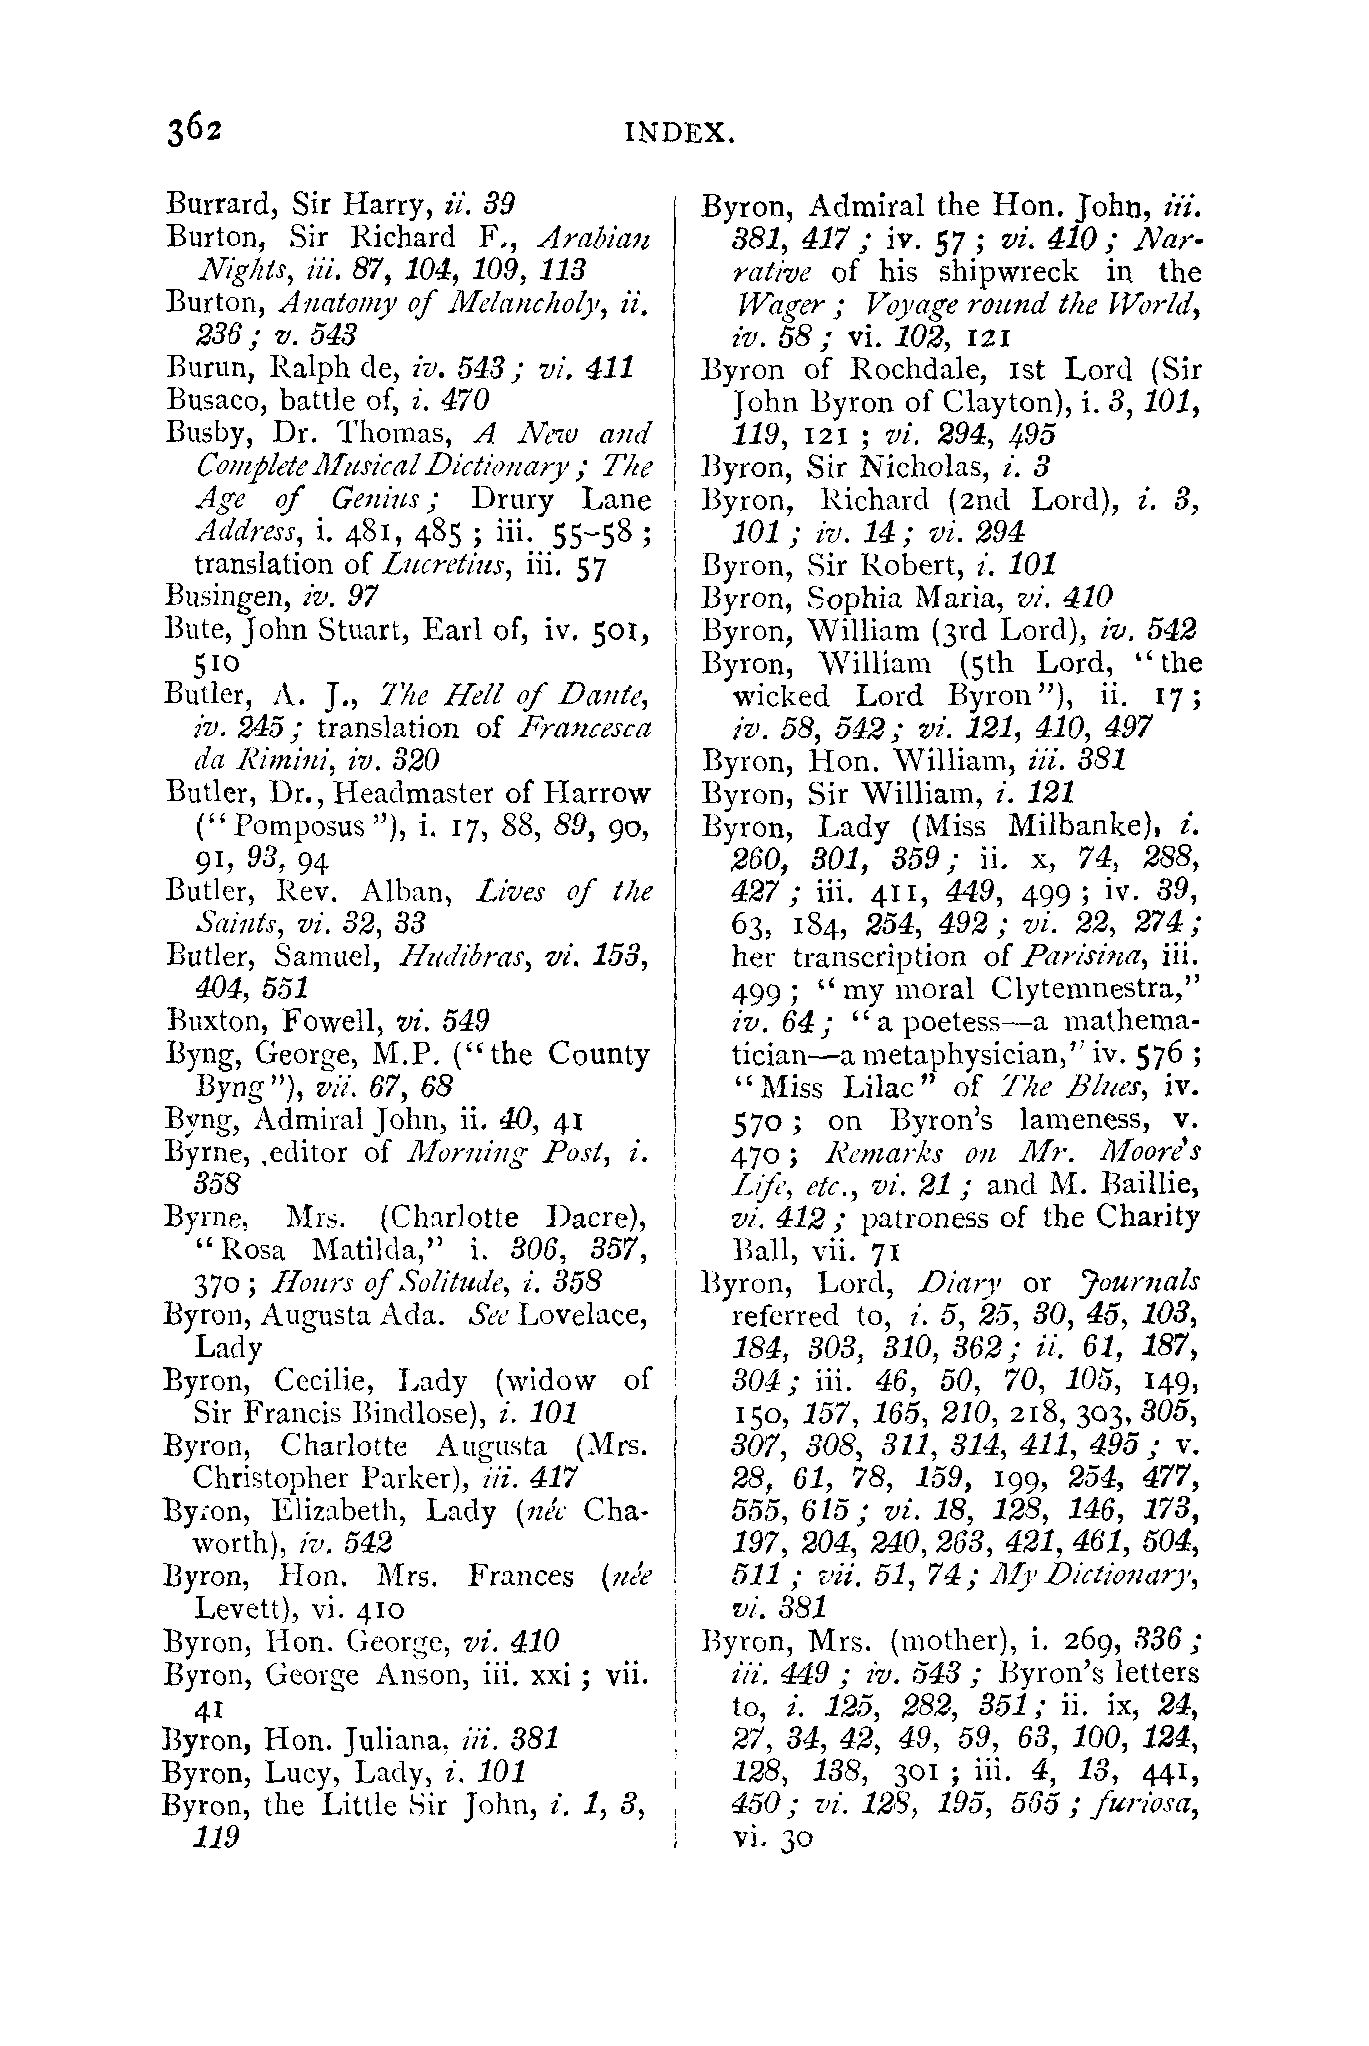 362
INDEX.
Burrard, Sir Harry, ii. 39
Burton, Sir Richard F., Arabian
Nights, iii. 87, 104, 109, 113
Burton, Anatomy of Melancholy, ii.
236 ; v. 543
Burun, Ralph de, iv. 543 ; vi. 411
Busaco, battle of, i. 470
Busby, Dr. Thomas, A New and
Complete Musical Dictionary ; The
Age of Genius ; Drury Lane
Address, i. 481, 485 ; iii. 55-58 ;
translation of Lucretius, iii. 57
Busingen, iv. 97
Bute, John Stuart, Earl of, iv. 501,
510
Butler, A. J., The Hell of Dante,
iv. 245 ; translation of Francesca
da Rimini, iv. 320
Butler, Dr., Headmaster of Harrow
(“Pomposus”), i. 17, 88, 89, 90,
91, 93, 94
Butler, Rev. Alban, Lives of the
Saints, vi. 32, 33
Butler, Samuel, Hudibras, vi. 153,
404, 551
Buxton, Fowell, vi. 549
Byng, George, M.P. (“the County
Byng”), vii. 67, 68
Byng, Admiral John, ii. 40, 41
Byrne, .editor of Morning Post, i.
358
Byrne, Mrs. (Charlotte Dacre),
“Rosa Matilda,” i. 306, 357,
370 ; Hours of Solitude, i. 358
Byron, Augusta Ada. See Lovelace,
Lady
Byron, Cecilie, Lady (widow of
Sir Francis Bindlose), i. 101
Byron, Charlotte Augusta (Mrs.
Christopher Parker), iii. 417
Byron, Elizabeth, Lady (née Cha-
worth), iv. 542
Byron, Hon. Mrs. Frances (née
Levett), vi. 410
Byron, Hon. George, vi. 410
Byron, George Anson, iii. xxi ; vii.
41
Byron, Hon. Juliana, iii. 381
Byron, Lucy, Lady, i. 101
Byron, the Little Sir John, i. 1, 3,
119
Byron, Admiral the Hon. John, iii.
381, 417 ; iv. 57 ; vi. 410 ; Nar-
rative of his shipwreck in the
Wager ; Voyage round the World,
iv. 58 ; vi. 102, 121
Byron of Rochdale, 1st Lord (Sir
John Byron of Clayton), i. 3, 101,
119, 121 ; vi. 294, 495
Byron, Sir Nicholas, i. 3
Byron, Richard (2nd Lord), i. 3,
101 ; iv. 14 ; vi. 294
Byron, Sir Robert, i. 101
Byron, Sophia Maria, vi. 410
Byron, William (3rd Lord), iv. 542
Byron, William (5th Lord, “the
wicked Lord Byron”), ii. 17 ;
iv. 58, 542 ; vi. 121, 410, 497
Byron, Hon. William, iii. 381
Byron, Sir William, i. 121
Byron, Lady (Miss Milbanke), i.
260, 301, 359 ; ii. x, 74, 288,
427 ; iii. 411, 449, 499 ; iv. 39,
63, 184, 254, 492 ; vi. 22, 274 ;
her transcription of Parisina, iii.
499 ; “my moral Clytemnestra,”
iv. 64 ; “a poetess—a mathema-
tician—a metaphysician,” iv. 576 ;
“Miss Lilac” of The Blues, iv.
570 ; on Byron's lameness, v.
470 ; Remarks on Mr. Moore's
Life, etc., vi. 21 ; and M. Baillie,
vi. 412 ; patroness of the Charity
Ball, vii. 71
Byron, Lord, Diary or Journals
referred to, i. 5, 25, 30, 45, 103,
184, 303, 310, 362 ; ii. 61, 187,
304 ; iii. 46, 50, 70, 105, 149,
150, 157, 165, 210, 218, 303, 305,
307, 308, 311, 314, 411, 495 ; v.
28, 61, 78, 159, 199, 254, 477,
555, 615 ; vi. 18, 128, 146, 173,
197, 204, 240, 263, 421, 461, 504,
511 ; vii. 51, 74 ; My Dictionary,
vi. 381
Byron, Mrs. (mother), i. 269, 336 ;
iii. 449 ; iv. 543 ; Byron's letters
to, i. 125, 282, 351 ; ii. ix, 24,
27, 34, 42, 49, 59, 63, 100, 124,
128, 138, 301 ; iii. 4, 13, 441,
450 ; vi. 128, 195, 565 ; furiosa,
vi. 30